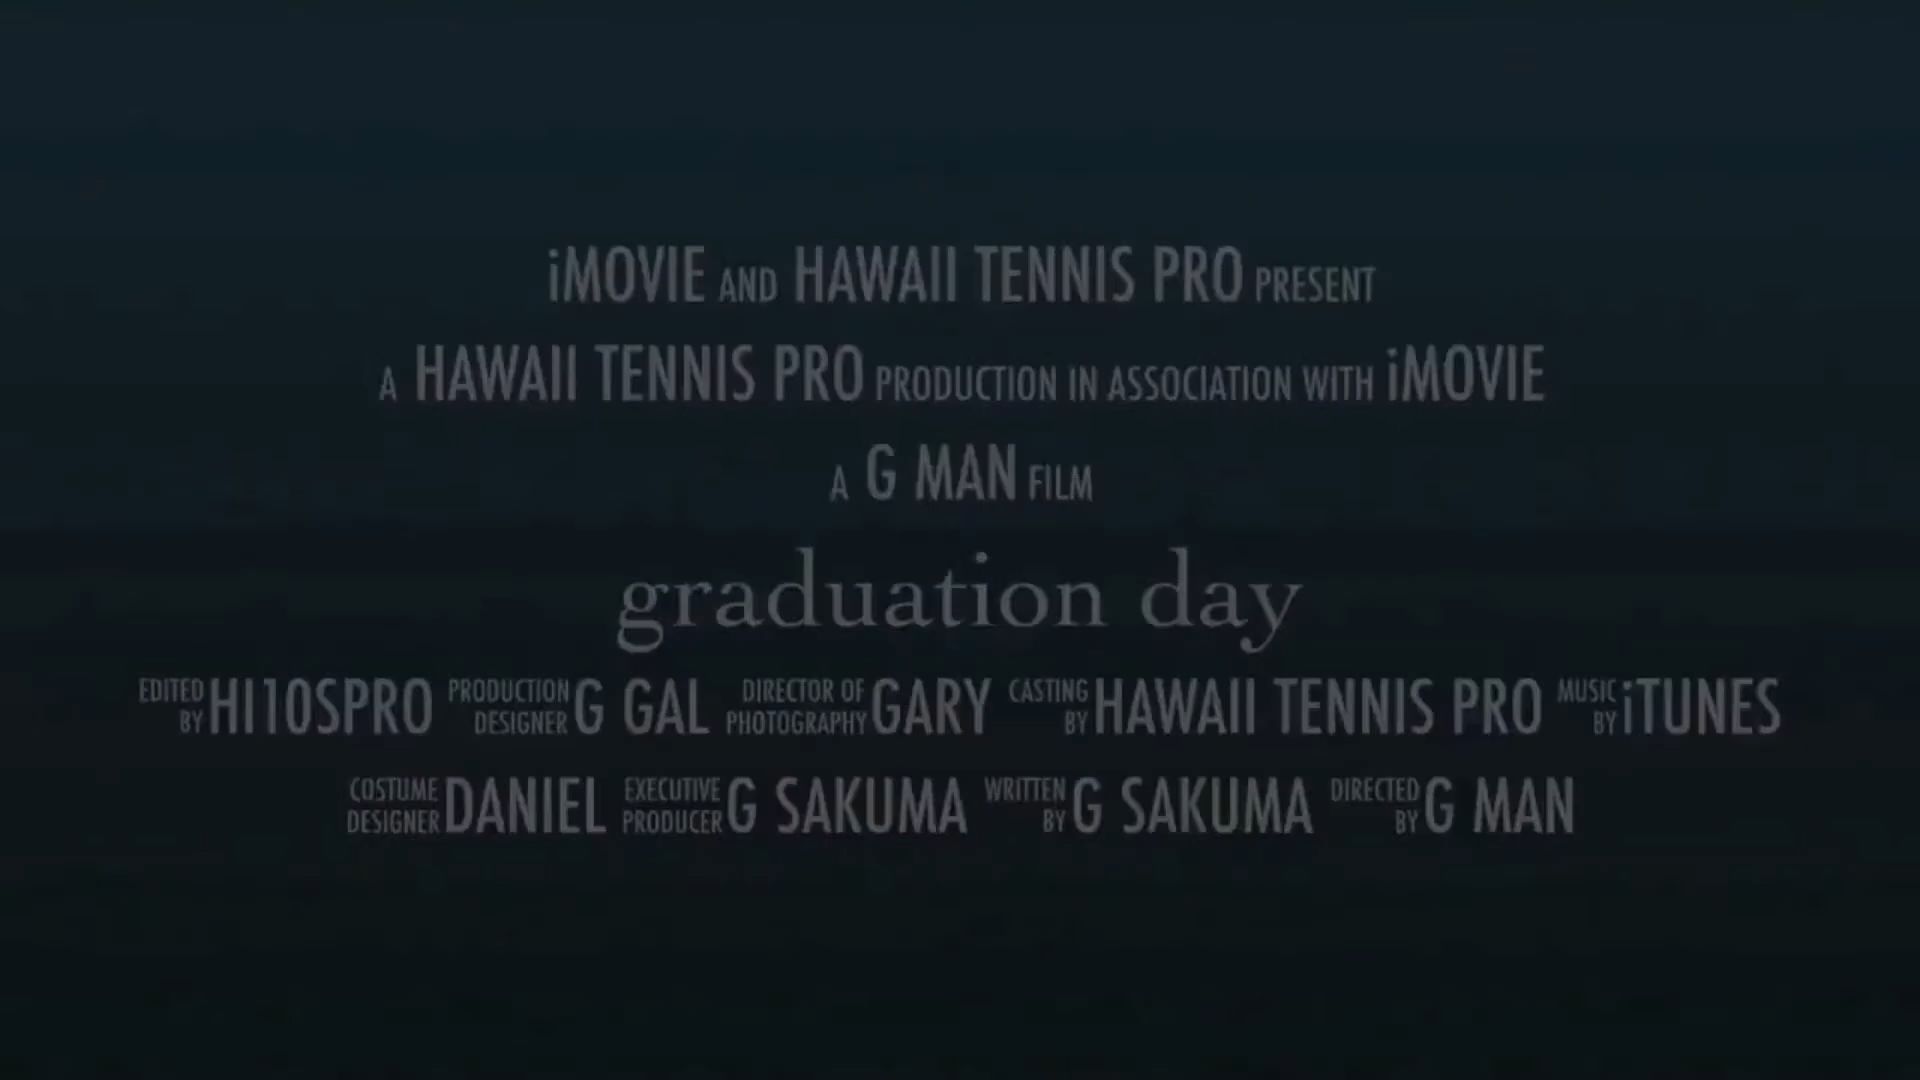 iMOVIE AND HAWAII TENNIS PRO PRESENT
A HAWAII TENNIS PRO PRODUCTION IN ASSOCIATION WITH iMOVIE
A G MAN FILM
graduation day
EDITED BY HI10SPRO PRODUCTION DESIGNER G GAL DIRECTOR OF PHOTOGRAPHY GARY CASTING BY HAWAII TENNIS PRO MUSIC BY iTUNES
COSTUME DESIGNER DANIEL EXECUTIVE PRODUCER G SAKUMA WRITTEN BY G SAKUMA DIRECTED BY G MAN